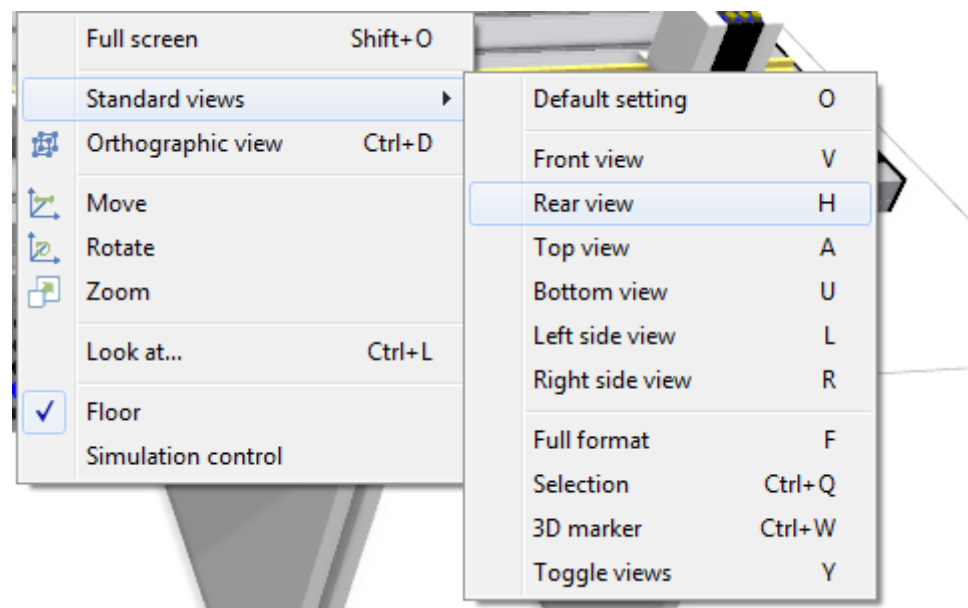 Full screen Shift+O
Standard views
Orthographic view Ctrl+D
Move
Rotate
Zoom
Look at... Ctrl+L
Floor
Simulation control
Default setting O
Front view V
Rear view H
Top view A
Bottom view U
Left side view L
Right side view R
Full format F
Selection Ctrl+Q
3D marker Ctrl+W
Toggle views Y